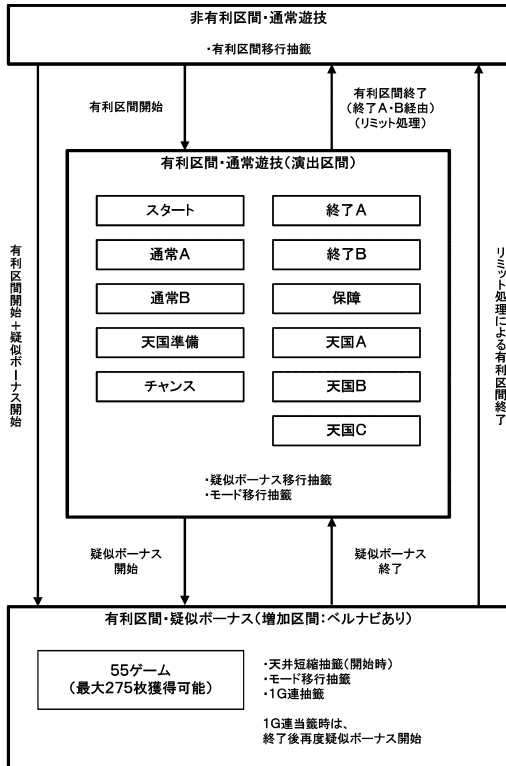 非有利区間・通常遊技
・有利区間移行抽籤
有利区間開始
有利区間終了
(終了A・B経由)
(リミット処理)
有利区間・通常遊技(演出区間)
スタート
通常A
通常B
天国準備
チャンス
終了A
終了B
保障
天国A
天国B
天国C
・疑似ボーナス移行抽籤
・モード移行抽籤
有利区間開始+疑似ボーナス開始
リミット処理による有利区間終了
疑似ボーナス
開始
疑似ボーナス
終了
有利区間・疑似ボーナス(増加区間:ベルナビあり)
55ゲーム
(最大275枚獲得可能)
・天井短縮抽籤(開始時)
・モード移行抽籤
・1G連抽籤
1G連当籤時は、
終了後再度疑似ボーナス開始